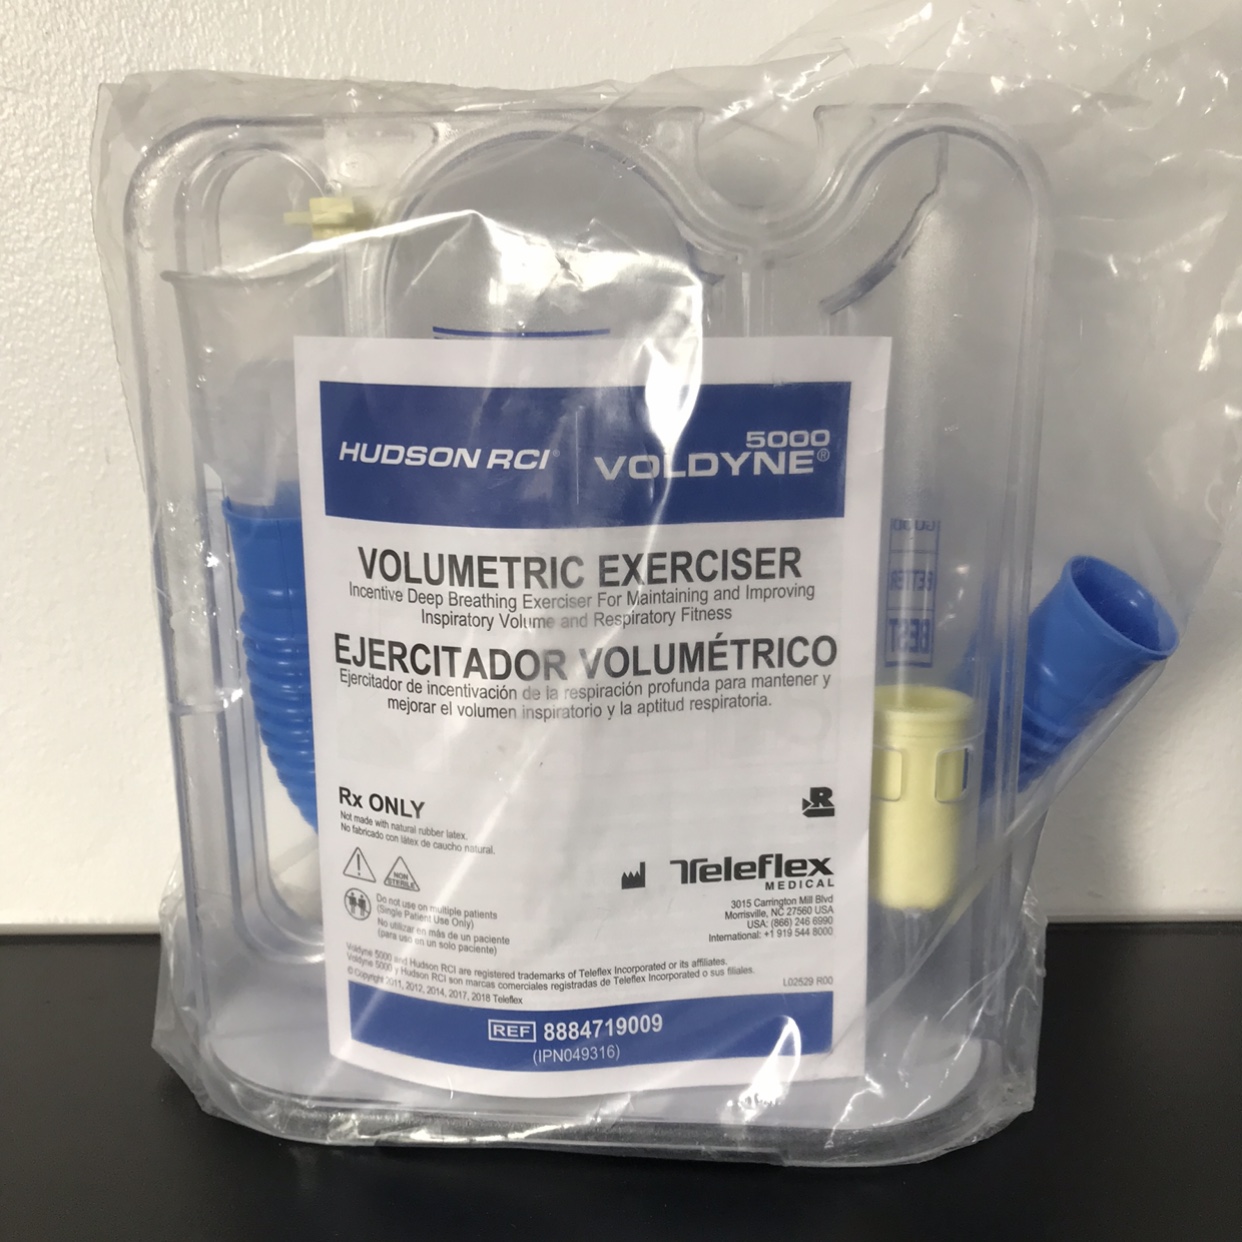 HUDSON RCI
5000
VOLDYNE®
VOLUMETRIC EXERCISER
Incentive Deep Breathing Exerciser For Maintaining and Improving
Inspiratory Volume and Respiratory Fitness
EJERCITADOR VOLUMÉTRICO
Ejercitador de incentivación de la respiración profunda para mantener y
mejorar el volumen inspiratorio y la aptitud respiratoria.
GOOD
BETTER
BEST
Rx ONLY
Not made with natural rubber latex.
No fabricado con látex de caucho natural.
NON
STERILE
Do not use on multiple patients
(Single Patient Use Only)
No utilizar en más de un paciente
(para uso en un solo paciente)
R
Teleflex
MEDICAL
3015 Carrington Mill Blvd
Morrisville, NC 27560 USA
USA: (866) 246 6990
International: +1 919 544 8000
Voldyne 5000 and Hudson RCI are registered trademarks of Teleflex Incorporated or its affiliates.
Voldyne 5000 y Hudson RCI son marcas comerciales registradas de Teleflex Incorporated o sus filiales.
© Copyright 2011, 2012, 2014, 2017, 2018 Teleflex
L02529 R00
REF 8884719009
(IPN049316)